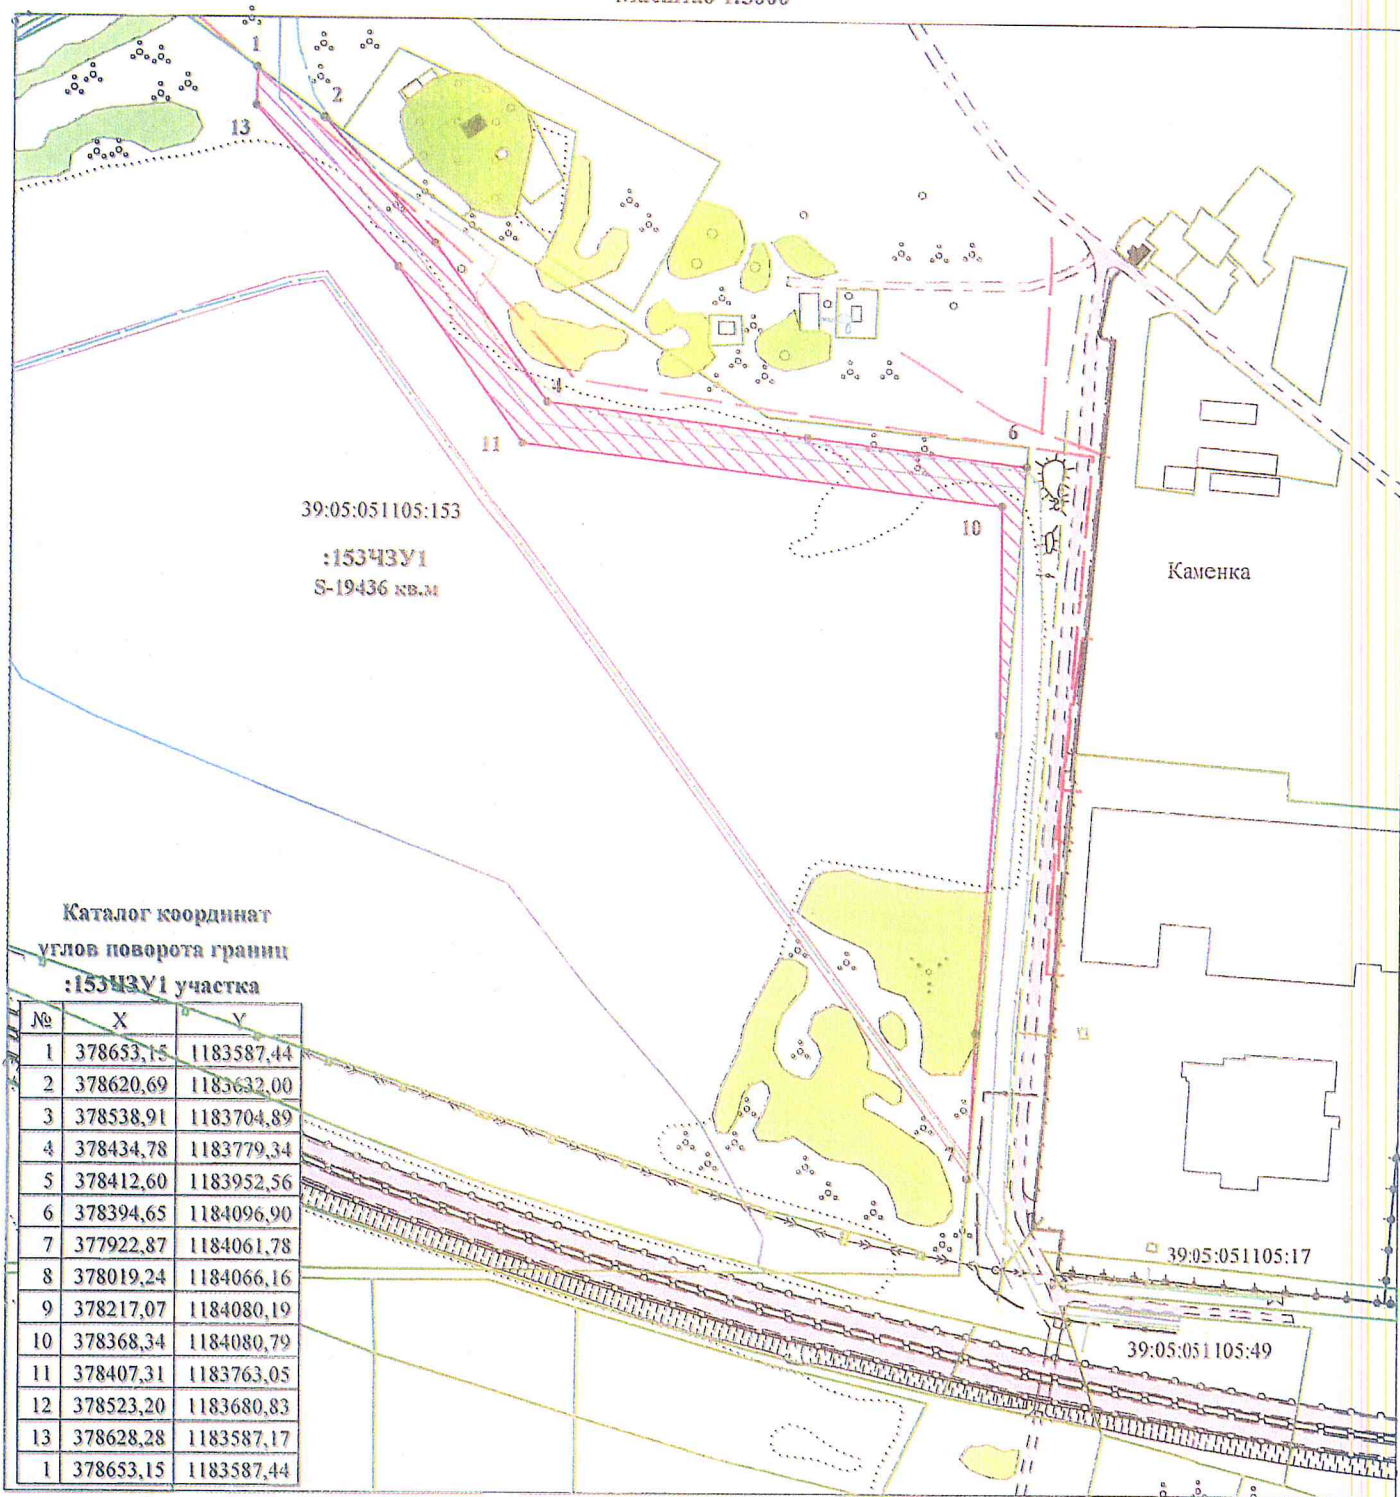 1
2
13
4
11
6
10
39:05:051105:153
:153ЧЗУ1
S-19436 кв.м
Каменка
7
Каталог координат
углов поворота границ
:153ЧЗУ1 участка
№ X Y
1 378653,15 1183587,44
2 378620,69 1183632,00
3 378538,91 1183704,89
4 378434,78 1183779,34
5 378412,60 1183952,56
6 378394,65 1184096,90
7 377922,87 1184061,78
8 378019,24 1184066,16
9 378217,07 1184080,19
10 378368,34 1184080,79
11 378407,31 1183763,05
12 378523,20 1183680,83
13 378628,28 1183587,17
1 378653,15 1183587,44
39:05:051105:17
39:05:051105:49